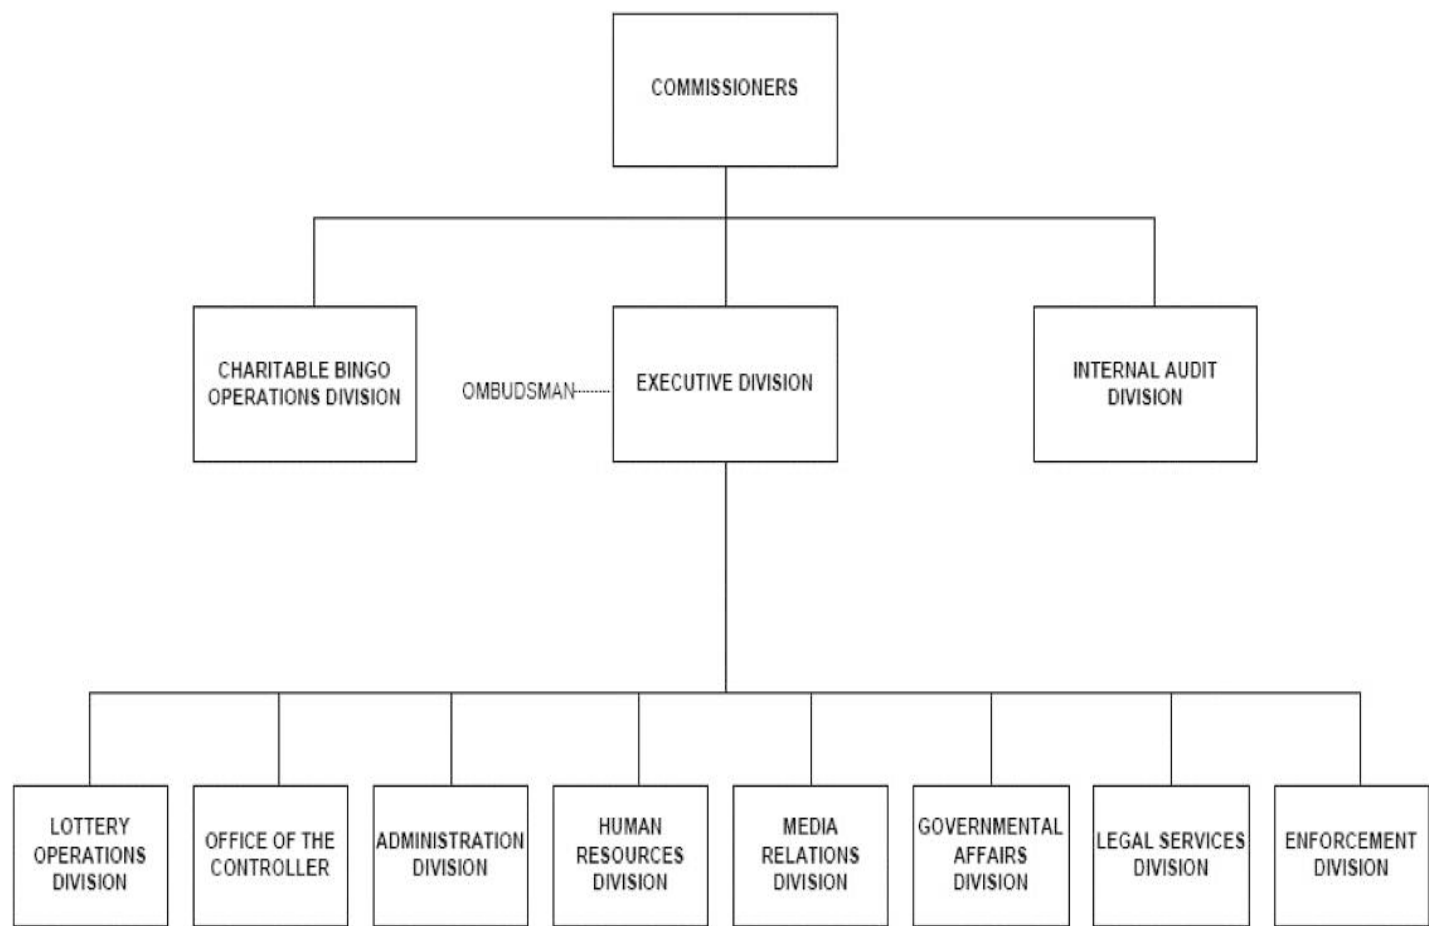 COMMISSIONERS
CHARITABLE BINGO
OPERATIONS DIVISION
OMBUDSMAN
EXECUTIVE DIVISION
INTERNAL AUDIT
DIVISION
LOTTERY
OPERATIONS
DIVISION
OFFICE OF THE
CONTROLLER
ADMINISTRATION
DIVISION
HUMAN
RESOURCES
DIVISION
MEDIA
RELATIONS
DIVISION
GOVERNMENTAL
AFFAIRS
DIVISION
LEGAL SERVICES
DIVISION
ENFORCEMENT
DIVISION